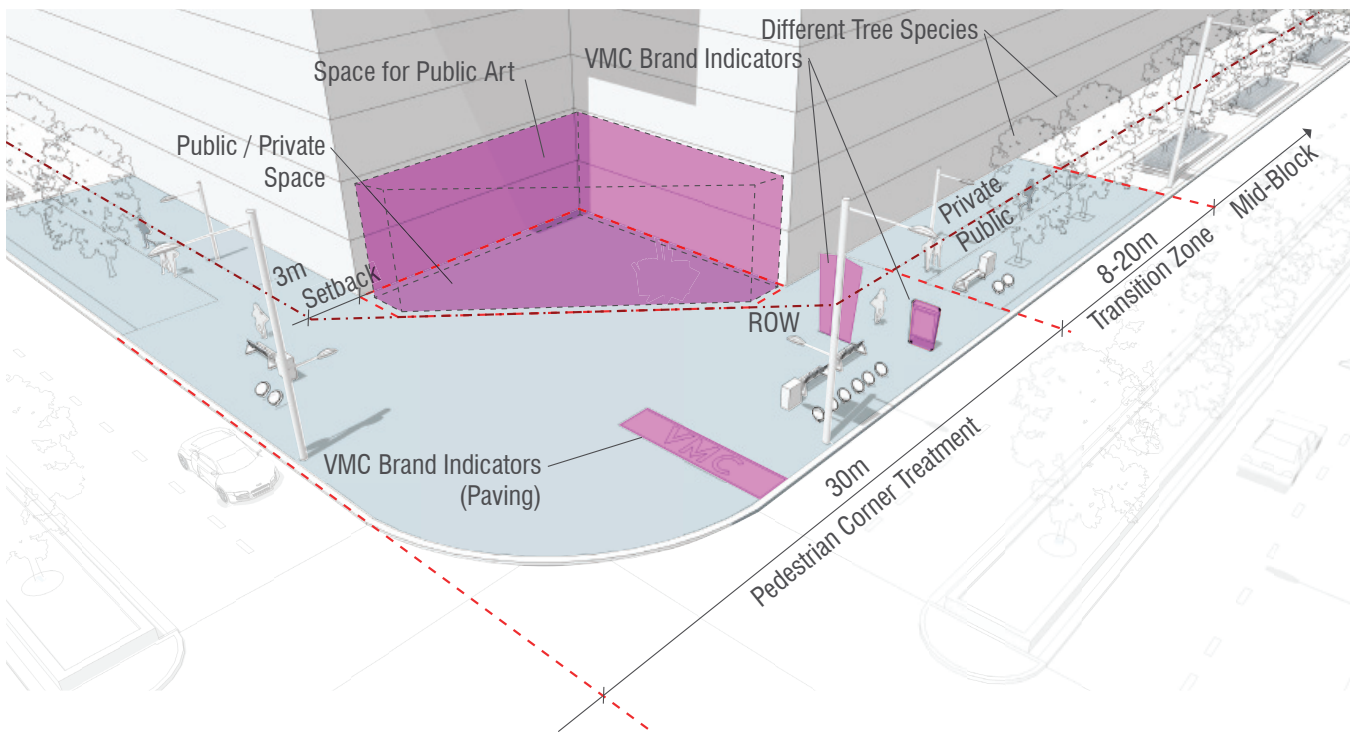 Different Tree Species
VMC Brand Indicators
Space for Public Art
Public / Private
Space
Private
Public
Mid-Block
3m
Setback
8-20m
Transition Zone
ROW
VMC
VMC Brand Indicators
(Paving)
30m
Pedestrian Corner Treatment